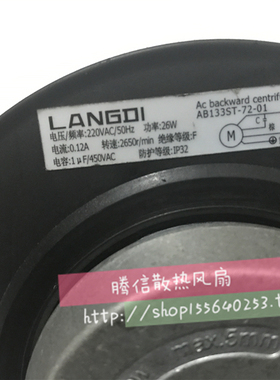 LANGDI
Ac backward centrif
AB133ST-72-01
电压/频率:220VAC/50Hz 功率:26W
电流:0.12A 转速:2650r/min 绝缘等级:F
电容:1μF/450VAC 防护等级:IP32
M
C
腾信散热风扇
http://shop155640253.t
max.5mm